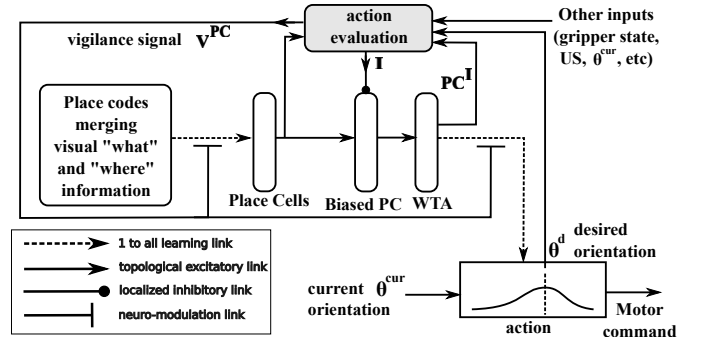 action
evaluation
vigilance signal V^PC
Other inputs
(gripper state,
US, θ^cur, etc)
I
PC^I
Place codes
merging
visual "what"
and "where"
information
Place Cells
Biased PC
WTA
1 to all learning link
topological excitatory link
localized inhibitory link
neuro-modulation link
θ^d desired
orientation
current θ^cur
orientation
action
Motor
command